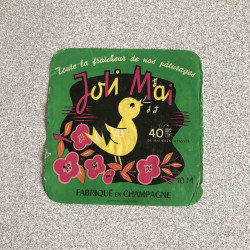 Toute la fraîcheur de nos pâturages
Joli Mai
40
10 M
FABRIQUÉ EN CHAMPAGNE